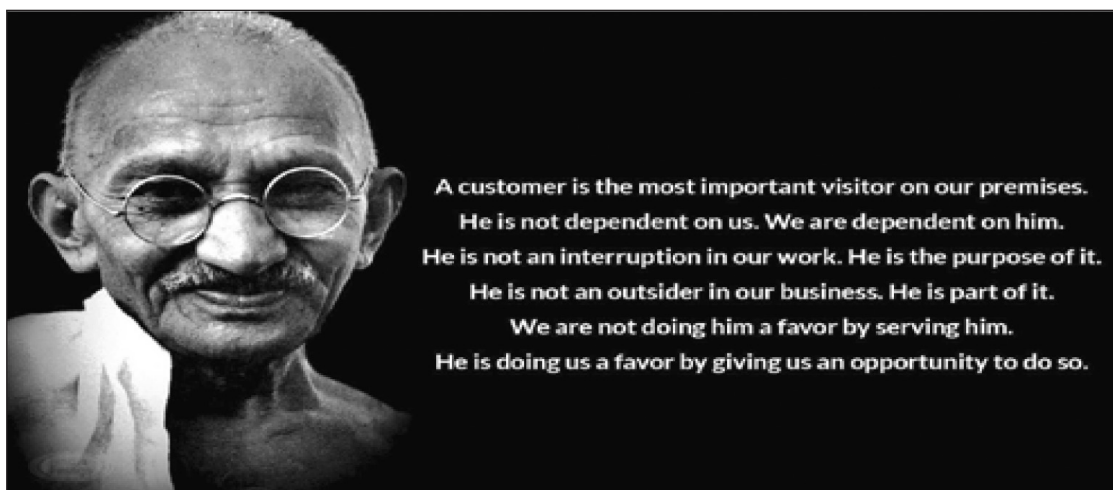 A customer is the most important visitor on our premises.
He is not dependent on us. We are dependent on him.
He is not an interruption in our work. He is the purpose of it.
He is not an outsider in our business. He is part of it.
We are not doing him a favor by serving him.
He is doing us a favor by giving us an opportunity to do so.